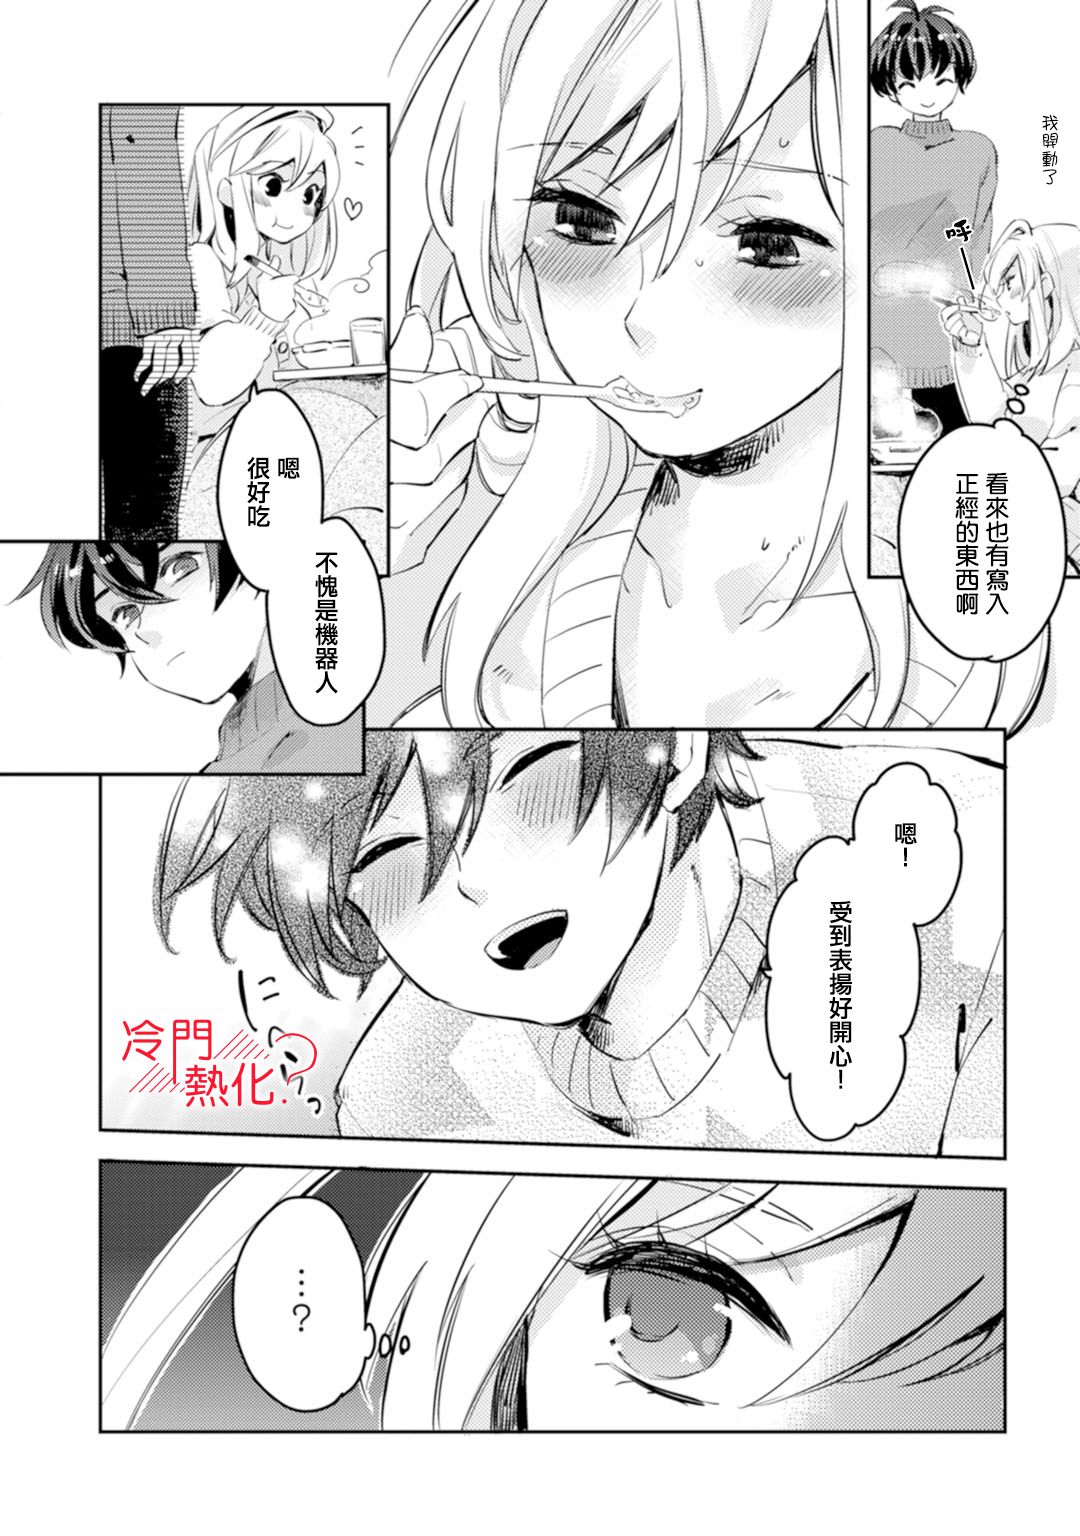 我開動了
呼
看來也有寫入
正經的東西啊
嗯
很好吃
不愧是機器人
嗯！
受到表揚好開心！
冷門
熱化?
…？